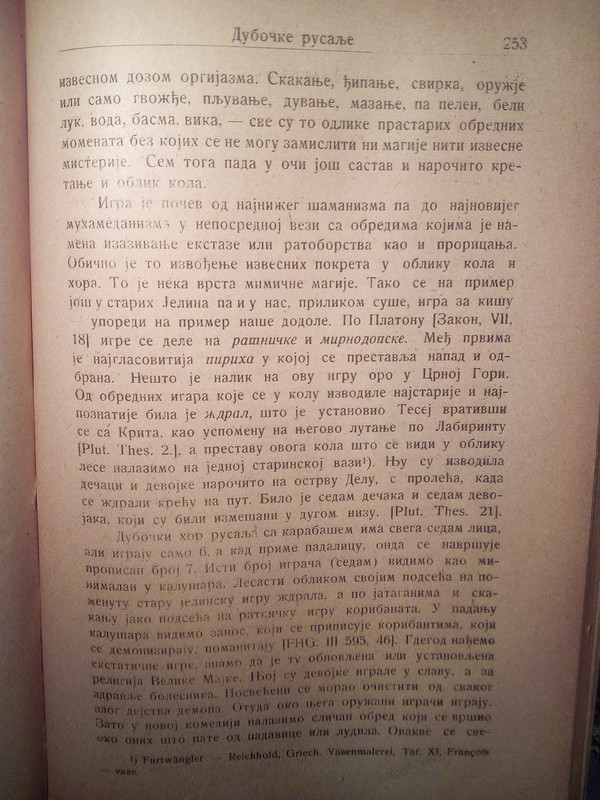 Дубочке русаље
253
извесном дозом оргијазма. Скакање, ђипање, свирка, оружје
или само гвожђе, пљување, дување, мазање, па пелен, бели
лук, вода, басма, вика, — све су то одлике прастарих обредних
момената без којих се не могу замислити ни магије нити извесне
мистерије. Сем тога пада у очи још састав и нарочито кре-
тање и облик кола.
Игра је почев од најнижег шаманизма па до најновијег
мухамеданизма у непосредној вези са обредима којима је на-
мена изазивање екстазе или ратоборства као и прорицања.
Обично је то извођење извесних покрета у облику кола и
хора. То је нека врста мимичне магије. Тако се на пример
још у старих Јелина па и у нас, приликом суше, игра за кишу
упореди на пример наше додоле. По Платону [Закон, VII,
18] игре се деле на ратничке и мирнодопске. Међ првима
је најгласовитија пириха у којој се преставља напад и од-
брана. Нешто је налик на ову игру оро у Црној Гори.
Од обредних игара које се у колу изводиле најстарије и нај-
познатије била је ждрал, што је установио Тесеј вративши
се са Крита, као успомену на његово лутање по Лабиринту
[Plut. Thes. 2.], а преставу овога кола што се види у облику
лесе налазимо на једној старинској вази¹). Њу су изводила
дечаци и девојке нарочито на острву Делу, с пролећа, када
се ждрали крећу на пут. Било је седам дечака и седам дево-
јака, који су били измешани у дугом низу. [Plut. Thes. 21].
Дубочки хор русаља са карабашем има свега седам лица,
али играју само 6, а кад приме падалицу, онда се навршује
прописан број 7. Исти број играча (седам) видимо као ми-
нималан у калушара. Лесасти обликом својим подсећа на по-
менуту стару јелинску игру ждрала, а по јатаганима и ска-
кању јако подсећа на ратничку игру корибаната. У падању
калушара видимо занос, који се приписује корибантима, који
се демонизирају, поманитају [FHG. III 595, 46]. Гдегод нађемо
екстатичне игре, знамо да је ту обновљена или установљена
религија Велике Мајке. Њој су девојке играле у славу, а за
здравље болесника. Посвећени се морао очистити од сваког
злог дејства демона. Отуда око њега оружани играчи играју.
Зато у новој комедији налазимо сличан обред који се вршио
око оних што пате од падавице или лудила. Овакве се све-
¹) Furtwängler — Reichhold, Griech. Vasenmalerei, Taf. XI, François
— vase.